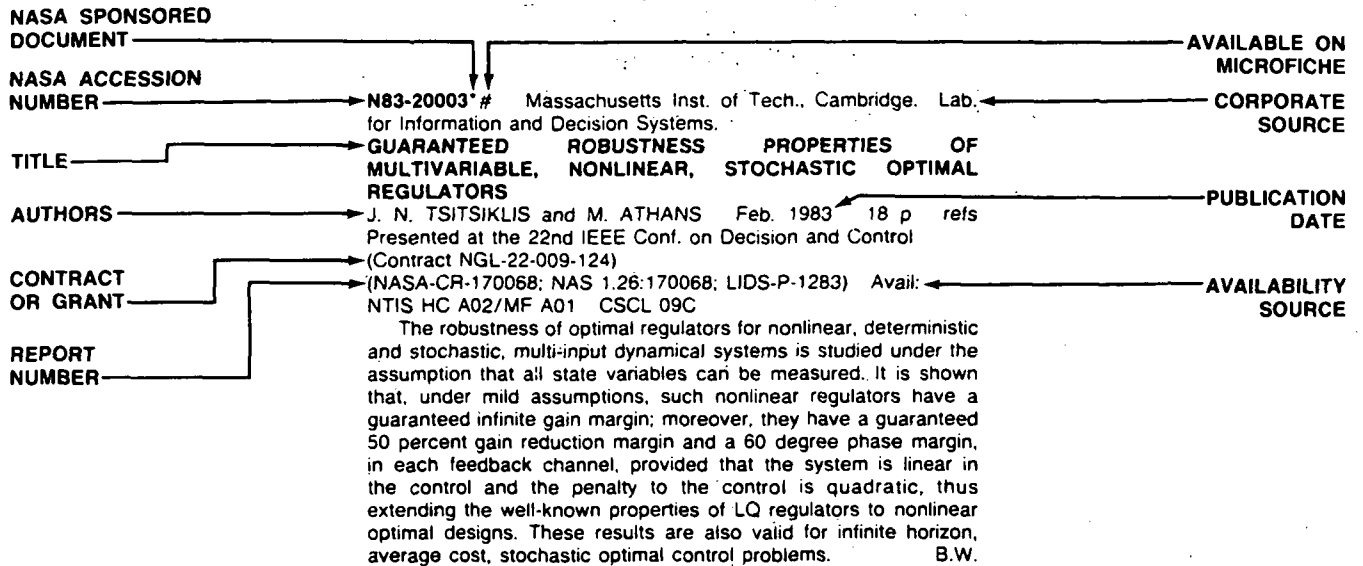 NASA SPONSORED
DOCUMENT
NASA ACCESSION
NUMBER
TITLE
AUTHORS
CONTRACT
OR GRANT
REPORT
NUMBER
N83-20003*# Massachusetts Inst. of Tech., Cambridge. Lab.
for Information and Decision Systems.
GUARANTEED ROBUSTNESS PROPERTIES OF
MULTIVARIABLE, NONLINEAR, STOCHASTIC OPTIMAL
REGULATORS
J. N. TSITSIKLIS and M. ATHANS Feb. 1983 18 p refs
Presented at the 22nd IEEE Conf. on Decision and Control
(Contract NGL-22-009-124)
(NASA-CR-170068; NAS 1.26:170068; LIDS-P-1283) Avail:
NTIS HC A02/MF A01 CSCL 09C
The robustness of optimal regulators for nonlinear, deterministic
and stochastic, multi-input dynamical systems is studied under the
assumption that all state variables can be measured. It is shown
that, under mild assumptions, such nonlinear regulators have a
guaranteed infinite gain margin; moreover, they have a guaranteed
50 percent gain reduction margin and a 60 degree phase margin,
in each feedback channel, provided that the system is linear in
the control and the penalty to the control is quadratic, thus
extending the well-known properties of LQ regulators to nonlinear
optimal designs. These results are also valid for infinite horizon,
average cost, stochastic optimal control problems. B.W.
AVAILABLE ON
MICROFICHE
CORPORATE
SOURCE
PUBLICATION
DATE
AVAILABILITY
SOURCE